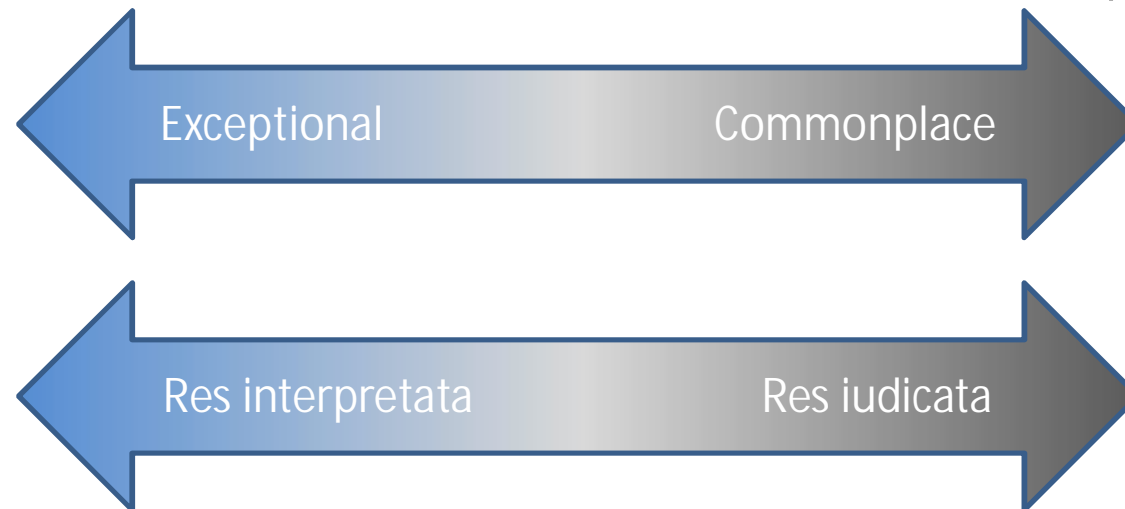 Exceptional Commonplace
Res interpretata Res iudicata